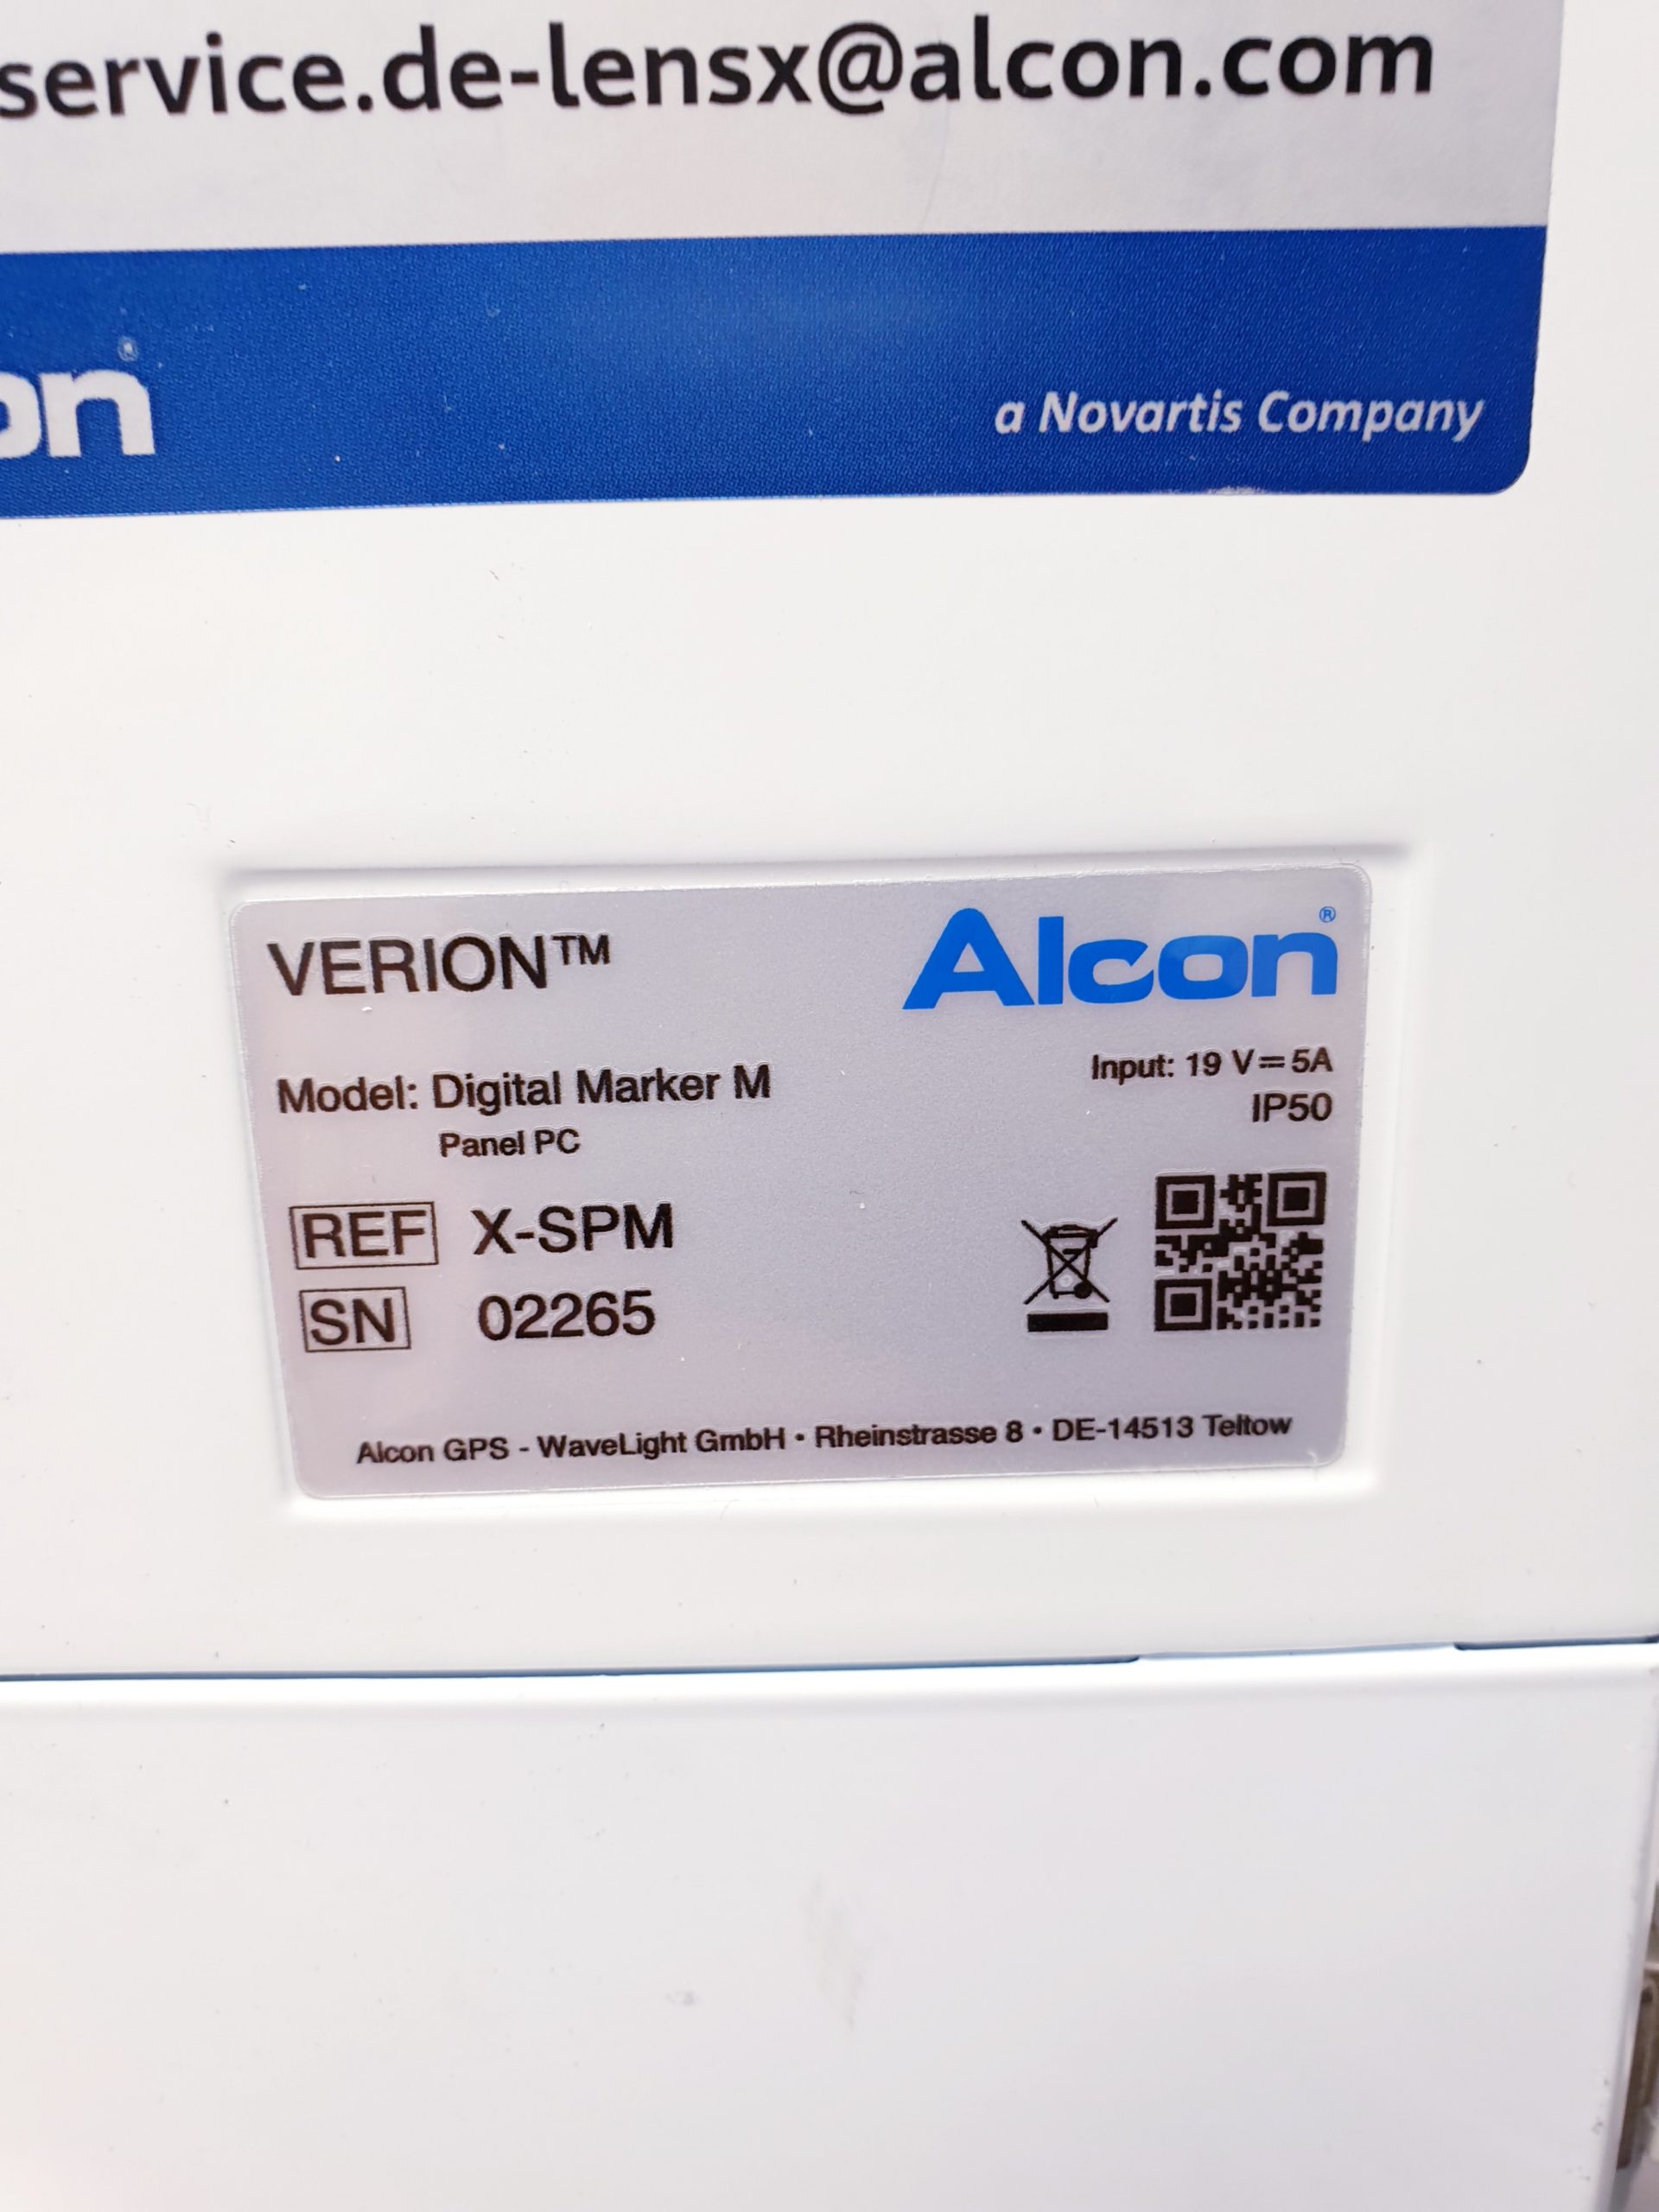 service.de-lensx@alcon.com
on®
a Novartis Company
VERION™
Alcon®
Model: Digital Marker M
Panel PC
Input: 19 V⎓5A
IP50
REF X-SPM
SN 02265
Alcon GPS - WaveLight GmbH • Rheinstrasse 8 • DE-14513 Teltow